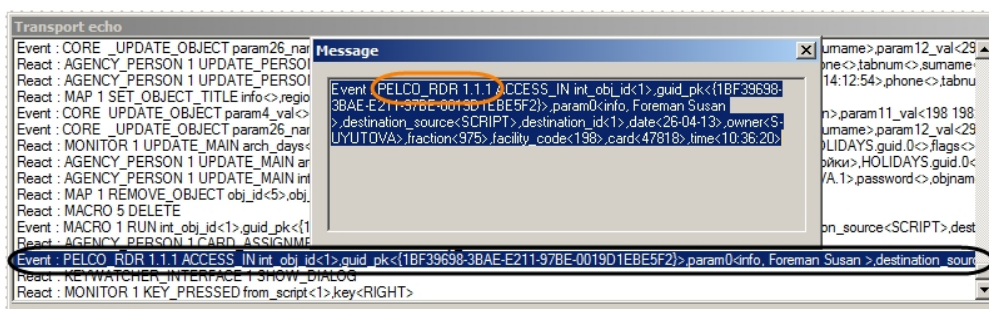 Transport echo
Event : CORE _UPDATE_OBJECT param26_nar
urname>,param12_val<29
React : AGENCY_PERSON 1 UPDATE_PERSOI
one<>,tabnum<>,surname
React : AGENCY_PERSON 1 UPDATE_PERSOI
14:12:54>,phone<>,tabnu
React : MAP 1 SET_OBJECT_TITLE info<>,regio
Event : CORE UPDATE_OBJECT param4_val<>
n>,param11_val<198 198
Event : CORE _UPDATE_OBJECT param26_nar
urname>,param12_val<29
React : MONITOR 1 UPDATE_MAIN arch_days<
OLIDAYS.guid.0<>,flags<>
React : AGENCY_PERSON 1 UPDATE_MAIN ar
ойки>,HOLIDAYS.guid.0<
React : AGENCY_PERSON 1 UPDATE_MAIN int
/A.1>,password<>,objnam
React : MAP 1 REMOVE_OBJECT obj_id<5>,obj
React : MACRO 5 DELETE
Event : MACRO 1 RUN int_obj_id<1>,guid_pk<{1
on_source<SCRIPT>,dest
React : AGENCY_PERSON 1 CARD_ASSIGNME
Event : PELCO_RDR 1.1.1 ACCESS_IN int_obj_id<1>,guid_pk<{1BF39698-3BAE-E211-97BE-0019D1EBE5F2}>,param0<info, Foreman Susan >,destination_sourc
React : KEYWATCHER_INTERFACE 1 SHOW_DIALOG
React : MONITOR 1 KEY_PRESSED from_script<1>,key<RIGHT>
Message
Event : PELCO_RDR 1.1.1 ACCESS_IN int_obj_id<1>,guid_pk<{1BF39698-
3BAE-E211-97BE-0019D1EBE5F2}>,param0<info, Foreman Susan
>,destination_source<SCRIPT>,destination_id<1>,date<26-04-13>,owner<S-
UYUTOVA>,fraction<975>,facility_code<198>,card<47818>,time<10:36:20>